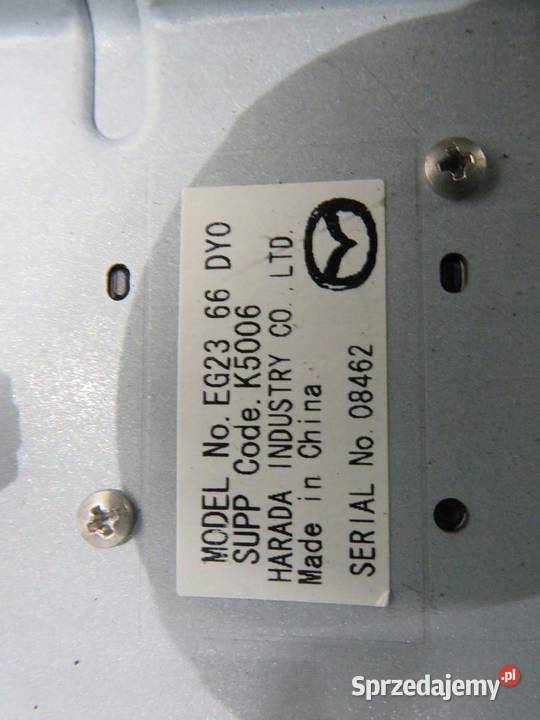 MODEL No. EG23 66 DYO
SUPP Code. K5006
HARADA INDUSTRY CO., LTD.
Made in China
SERIAL No. 08462
Sprzedajemy.pl